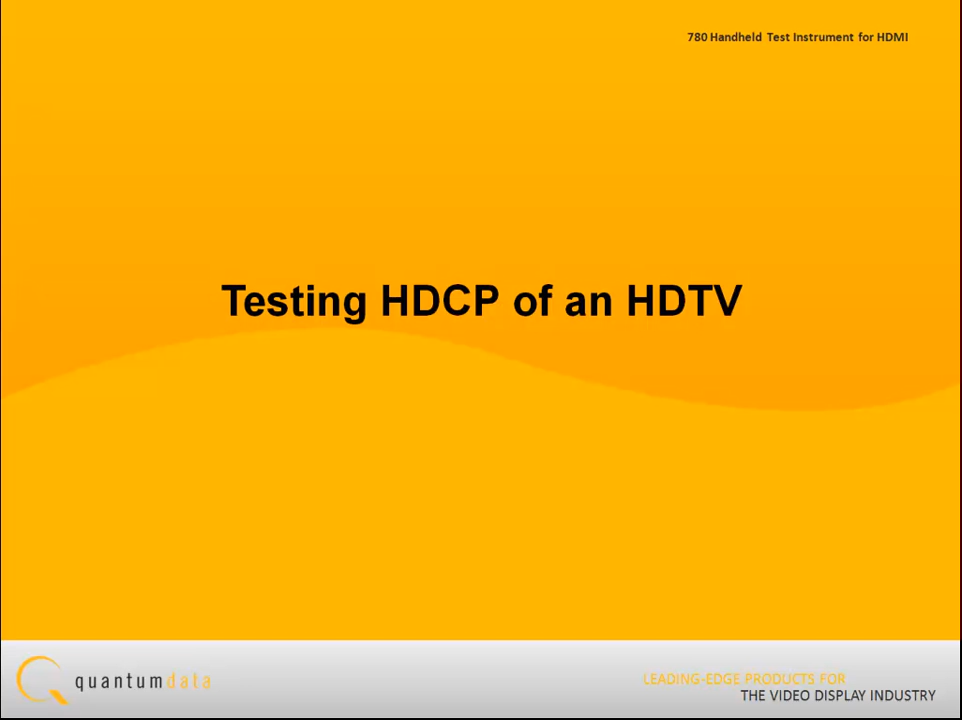 780 Handheld Test Instrument for HDMI
Testing HDCP of an HDTV
quantumdata
LEADING-EDGE PRODUCTS FOR
THE VIDEO DISPLAY INDUSTRY